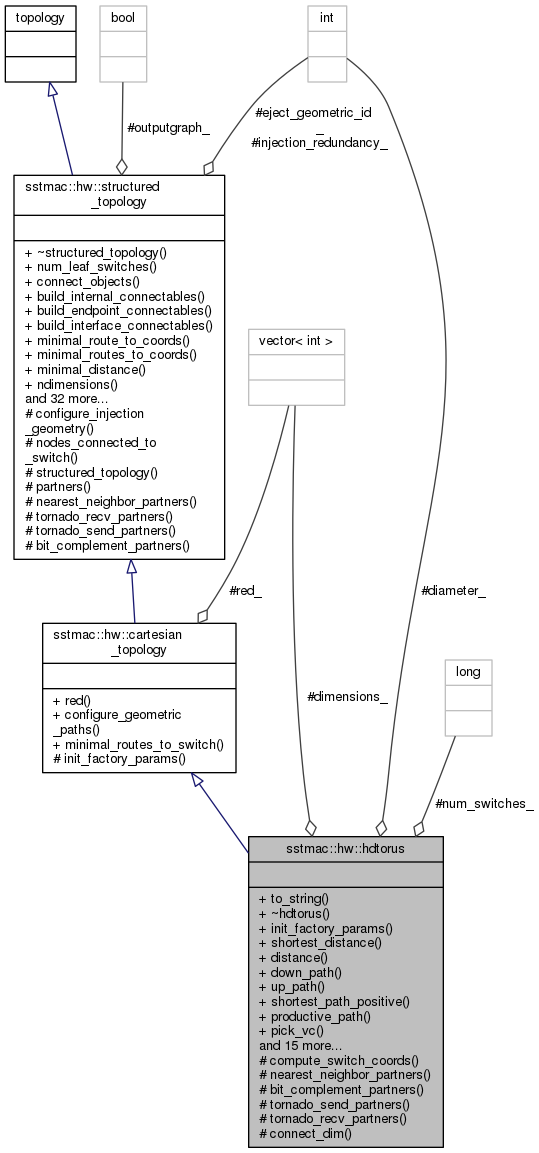 topology
bool
int
#outputgraph_
#eject_geometric_id
_
#injection_redundancy_
sstmac::hw::structured
_topology
+ ~structured_topology()
+ num_leaf_switches()
+ connect_objects()
+ build_internal_connectables()
+ build_endpoint_connectables()
+ build_interface_connectables()
+ minimal_route_to_coords()
+ minimal_routes_to_coords()
+ minimal_distance()
+ ndimensions()
and 32 more...
# configure_injection
_geometry()
# nodes_connected_to
_switch()
# structured_topology()
# partners()
# nearest_neighbor_partners()
# tornado_recv_partners()
# tornado_send_partners()
# bit_complement_partners()
vector< int >
#red_
#diameter_
sstmac::hw::cartesian
_topology
+ red()
+ configure_geometric
_paths()
+ minimal_routes_to_switch()
# init_factory_params()
#dimensions_
long
#num_switches_
sstmac::hw::hdtorus
+ to_string()
+ ~hdtorus()
+ init_factory_params()
+ shortest_distance()
+ distance()
+ down_path()
+ up_path()
+ shortest_path_positive()
+ productive_path()
+ pick_vc()
and 15 more...
# compute_switch_coords()
# nearest_neighbor_partners()
# bit_complement_partners()
# tornado_send_partners()
# tornado_recv_partners()
# connect_dim()